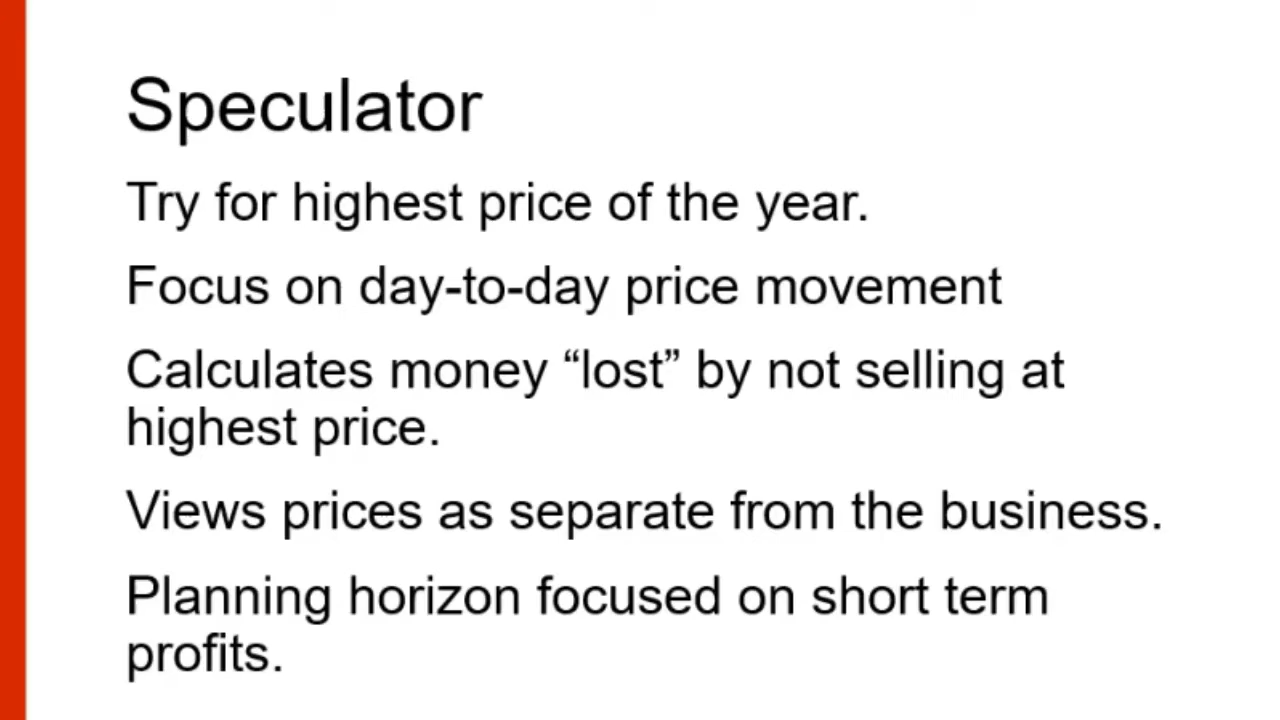 Speculator
Try for highest price of the year.
Focus on day-to-day price movement
Calculates money “lost” by not selling at
highest price.
Views prices as separate from the business.
Planning horizon focused on short term
profits.